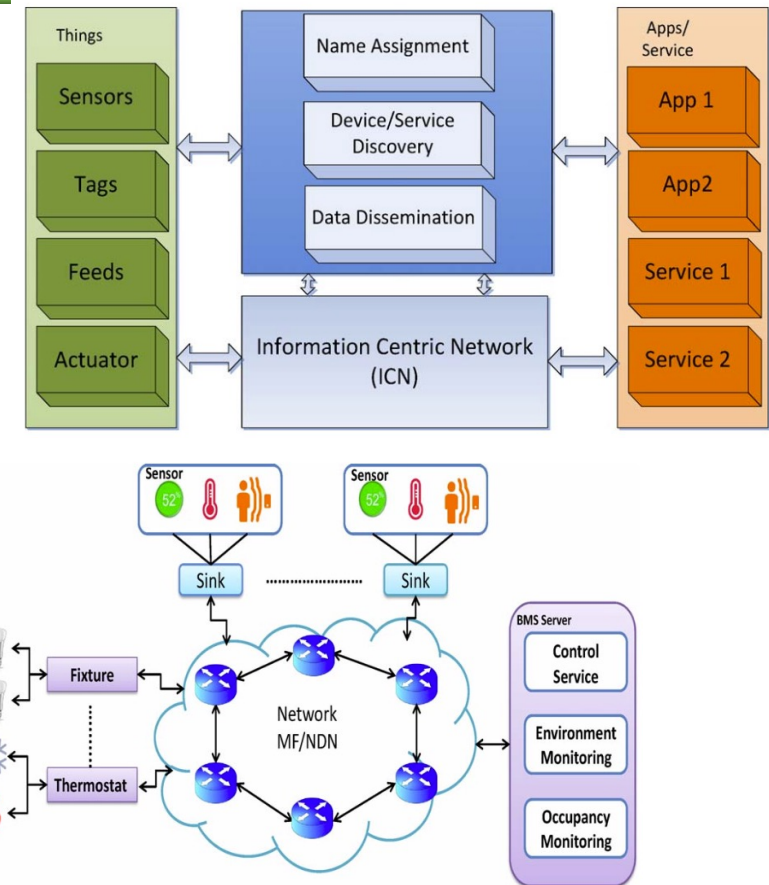 Things
Sensors
Tags
Feeds
Actuator
Name Assignment
Device/Service
Discovery
Data Dissemination
Information Centric Network
(ICN)
Apps/
Service
App 1
App2
Service 1
Service 2
Sensor
52%
Sensor
52%
Sink
Sink
Fixture
Thermostat
Network
MF/NDN
BMS Server
Control
Service
Environment
Monitoring
Occupancy
Monitoring